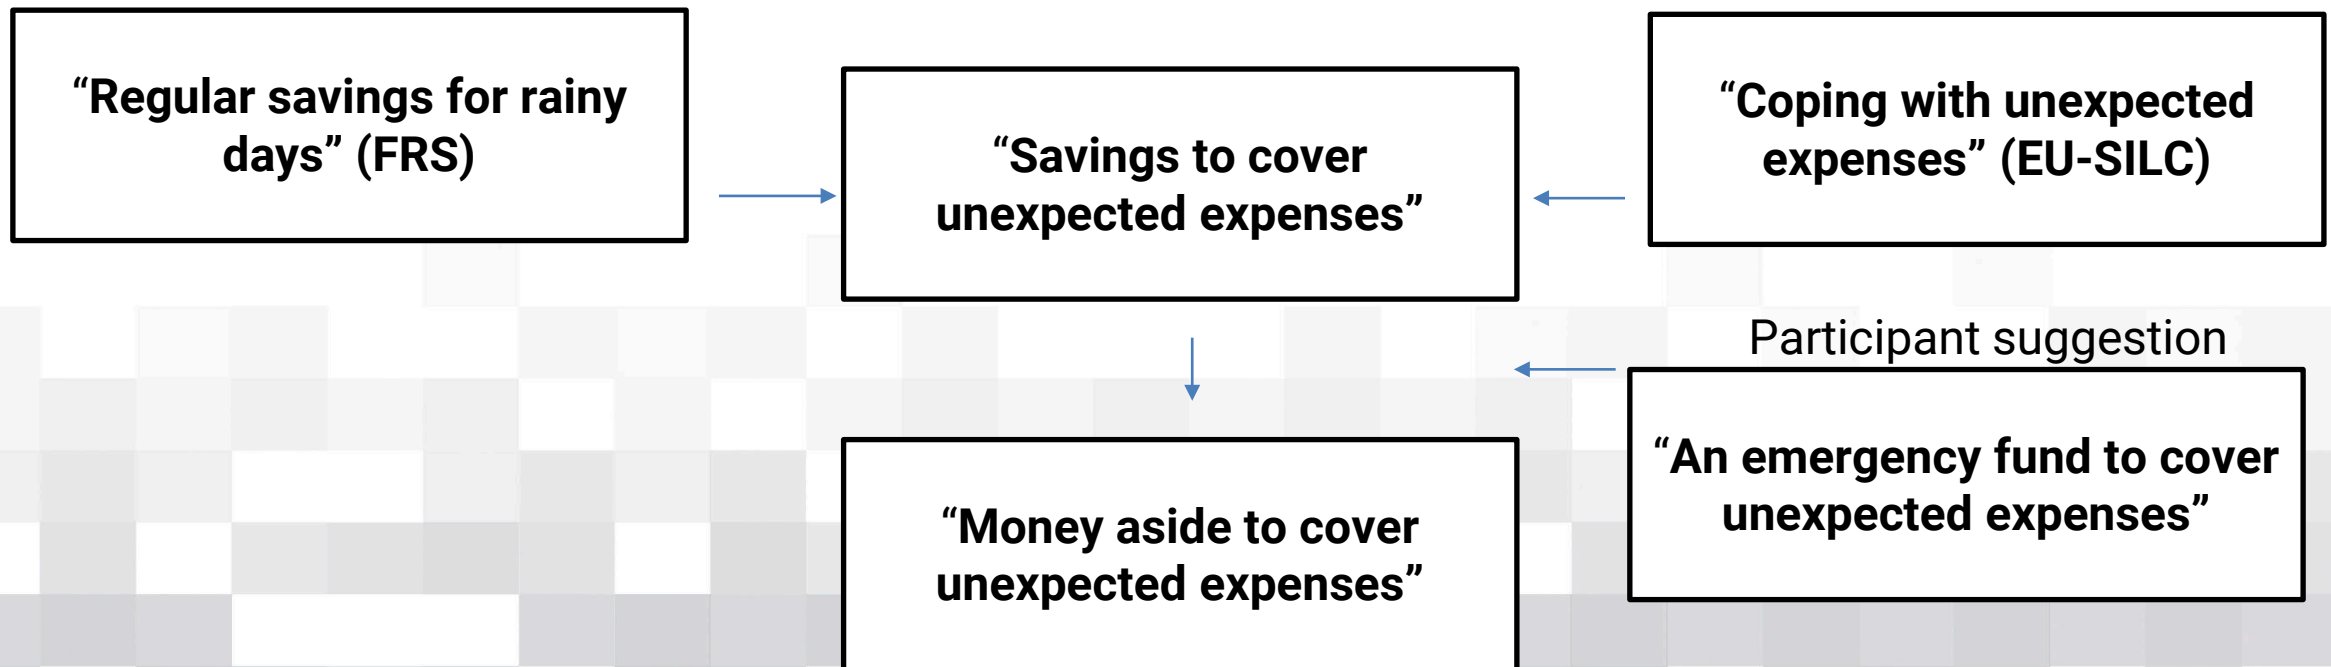 “Regular savings for rainy
days” (FRS)
“Savings to cover
unexpected expenses”
“Coping with unexpected
expenses” (EU-SILC)
Participant suggestion
“An emergency fund to cover
unexpected expenses”
“Money aside to cover
unexpected expenses”